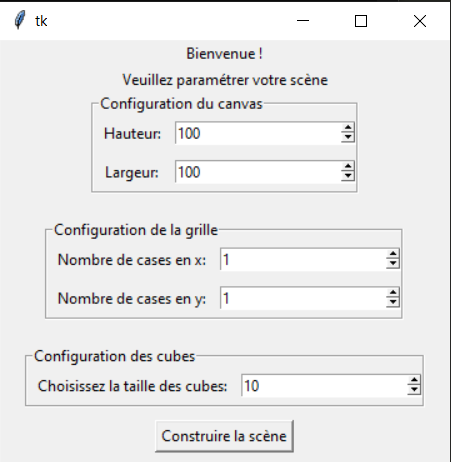 tk
Bienvenue !
Veuillez paramétrer votre scène
Configuration du canvas
Hauteur: 100
Largeur: 100
Configuration de la grille
Nombre de cases en x: 1
Nombre de cases en y: 1
Configuration des cubes
Choisissez la taille des cubes: 10
Construire la scène